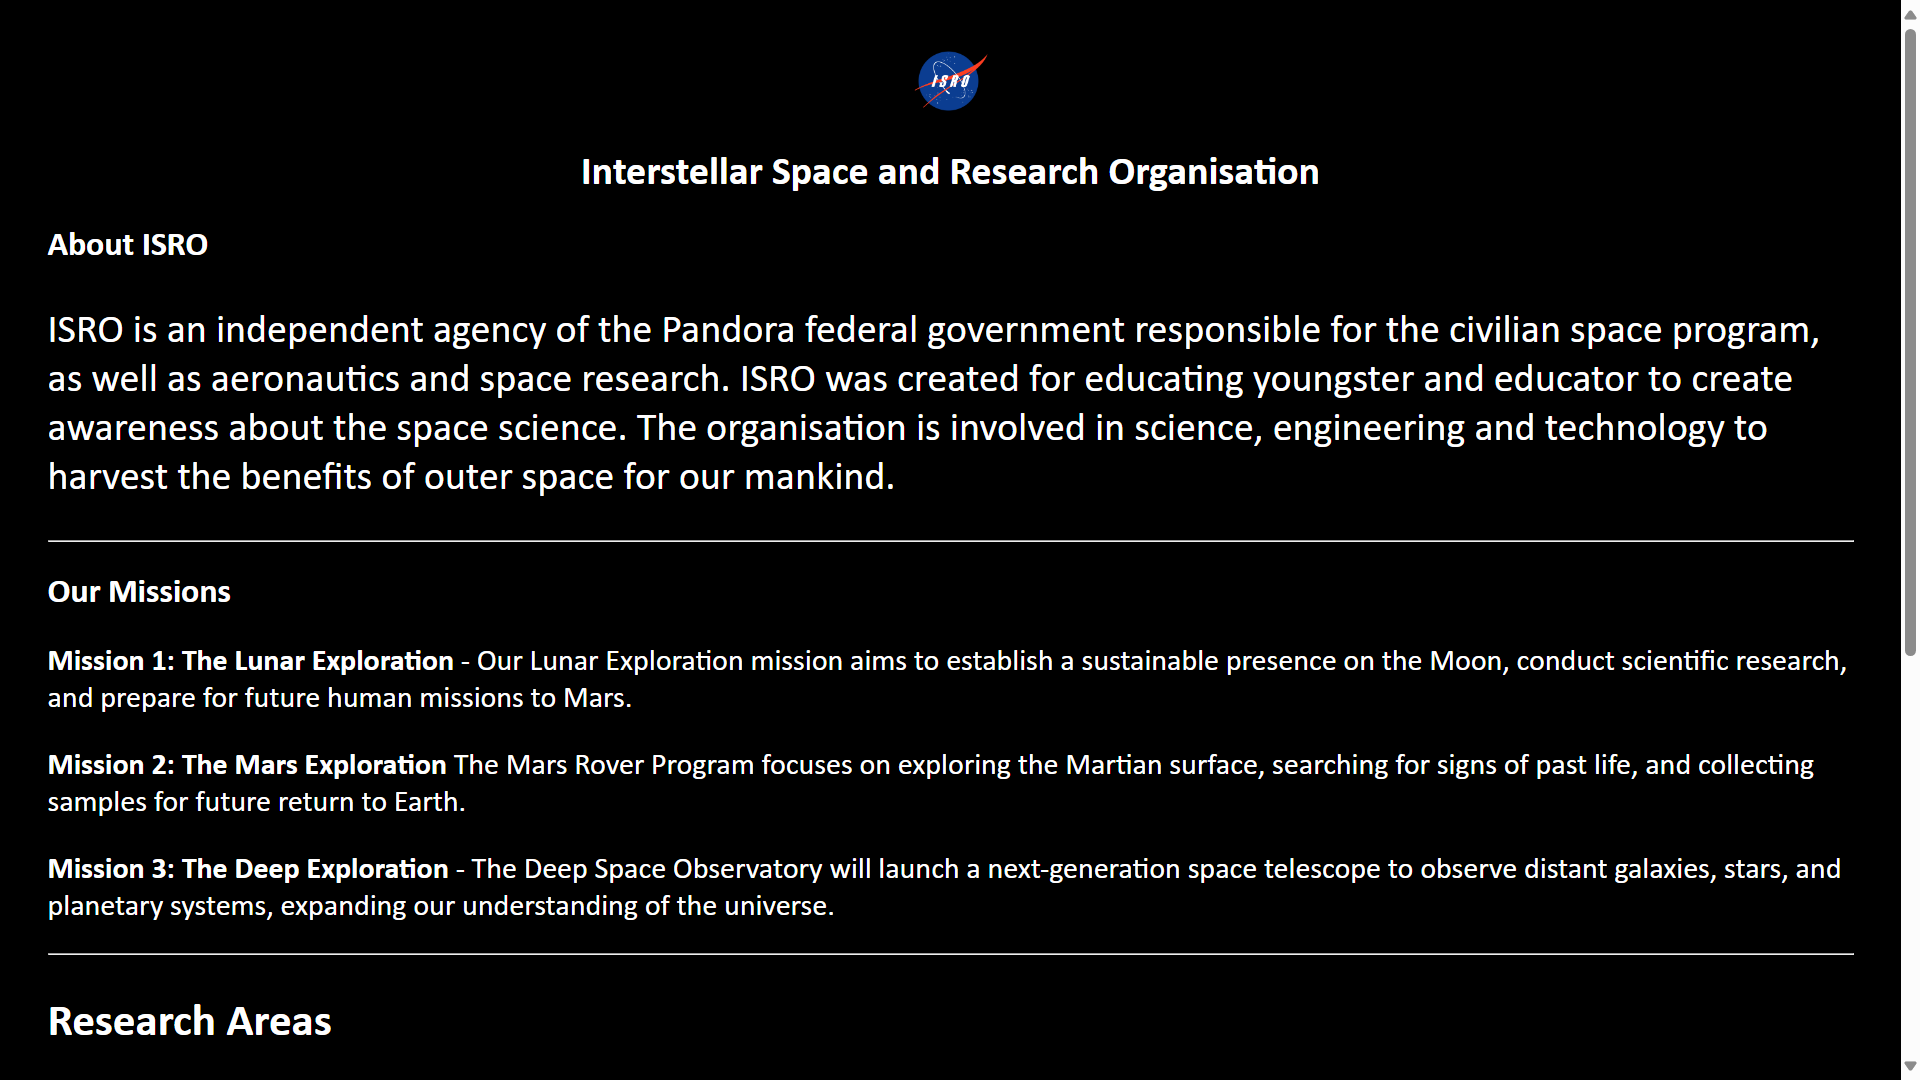 ISRO
Interstellar Space and Research Organisation
About ISRO
ISRO is an independent agency of the Pandora federal government responsible for the civilian space program,
as well as aeronautics and space research. ISRO was created for educating youngster and educator to create
awareness about the space science. The organisation is involved in science, engineering and technology to
harvest the benefits of outer space for our mankind.
Our Missions
Mission 1: The Lunar Exploration - Our Lunar Exploration mission aims to establish a sustainable presence on the Moon, conduct scientific research,
and prepare for future human missions to Mars.
Mission 2: The Mars Exploration The Mars Rover Program focuses on exploring the Martian surface, searching for signs of past life, and collecting
samples for future return to Earth.
Mission 3: The Deep Exploration - The Deep Space Observatory will launch a next-generation space telescope to observe distant galaxies, stars, and
planetary systems, expanding our understanding of the universe.
Research Areas